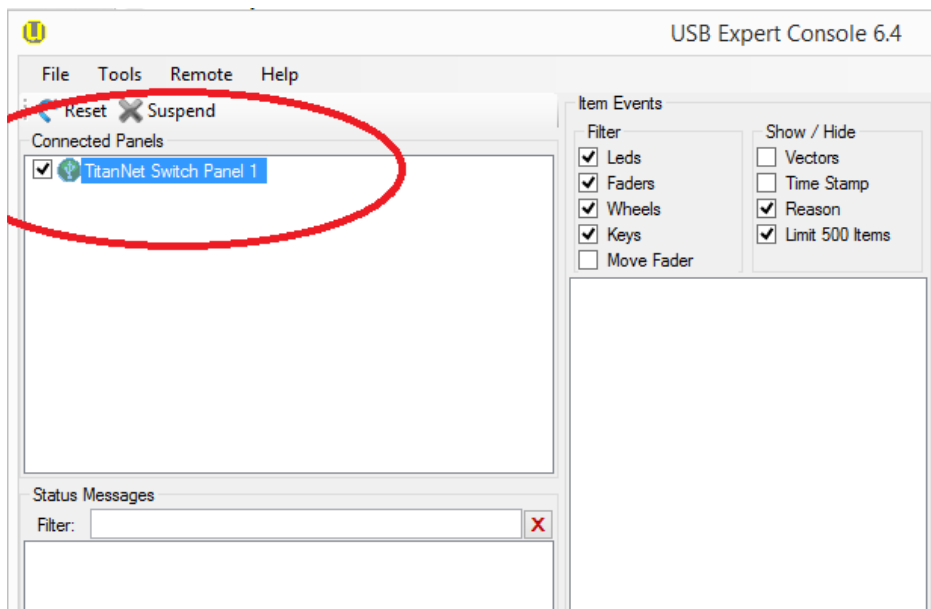 USB Expert Console 6.4
File Tools Remote Help
Reset Suspend
Connected Panels
TitanNet Switch Panel 1
Item Events
Filter
Leds
Faders
Wheels
Keys
Move Fader
Show / Hide
Vectors
Time Stamp
Reason
Limit 500 Items
Status Messages
Filter:
X